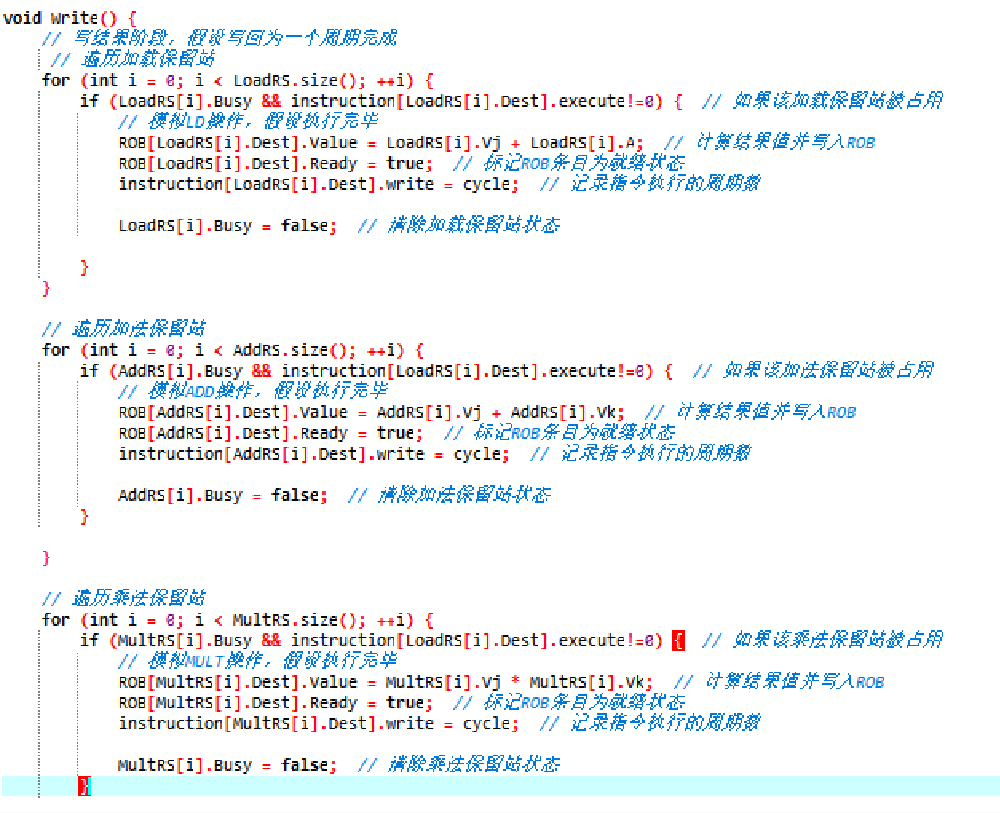 void Write() {
// 写结果阶段，假设写回为一个周期完成
// 遍历加载保留站
for (int i = 0; i < LoadRS.size(); ++i) {
if (LoadRS[i].Busy && instruction[LoadRS[i].Dest].execute!=0) { // 如果该加载保留站被占用
// 模拟LD操作，假设执行完毕
ROB[LoadRS[i].Dest].Value = LoadRS[i].Vj + LoadRS[i].A; // 计算结果值并写入ROB
ROB[LoadRS[i].Dest].Ready = true; // 标记ROB条目为就绪状态
instruction[LoadRS[i].Dest].write = cycle; // 记录指令执行的周期数
LoadRS[i].Busy = false; // 清除加载保留站状态
}
}
// 遍历加法保留站
for (int i = 0; i < AddRS.size(); ++i) {
if (AddRS[i].Busy && instruction[LoadRS[i].Dest].execute!=0) { // 如果该加法保留站被占用
// 模拟ADD操作，假设执行完毕
ROB[AddRS[i].Dest].Value = AddRS[i].Vj + AddRS[i].Vk; // 计算结果值并写入ROB
ROB[AddRS[i].Dest].Ready = true; // 标记ROB条目为就绪状态
instruction[AddRS[i].Dest].write = cycle; // 记录指令执行的周期数
AddRS[i].Busy = false; // 清除加法保留站状态
}
}
// 遍历乘法保留站
for (int i = 0; i < MultRS.size(); ++i) {
if (MultRS[i].Busy && instruction[LoadRS[i].Dest].execute!=0) { // 如果该乘法保留站被占用
// 模拟MULT操作，假设执行完毕
ROB[MultRS[i].Dest].Value = MultRS[i].Vj * MultRS[i].Vk; // 计算结果值并写入ROB
ROB[MultRS[i].Dest].Ready = true; // 标记ROB条目为就绪状态
instruction[MultRS[i].Dest].write = cycle; // 记录指令执行的周期数
MultRS[i].Busy = false; // 清除乘法保留站状态
}